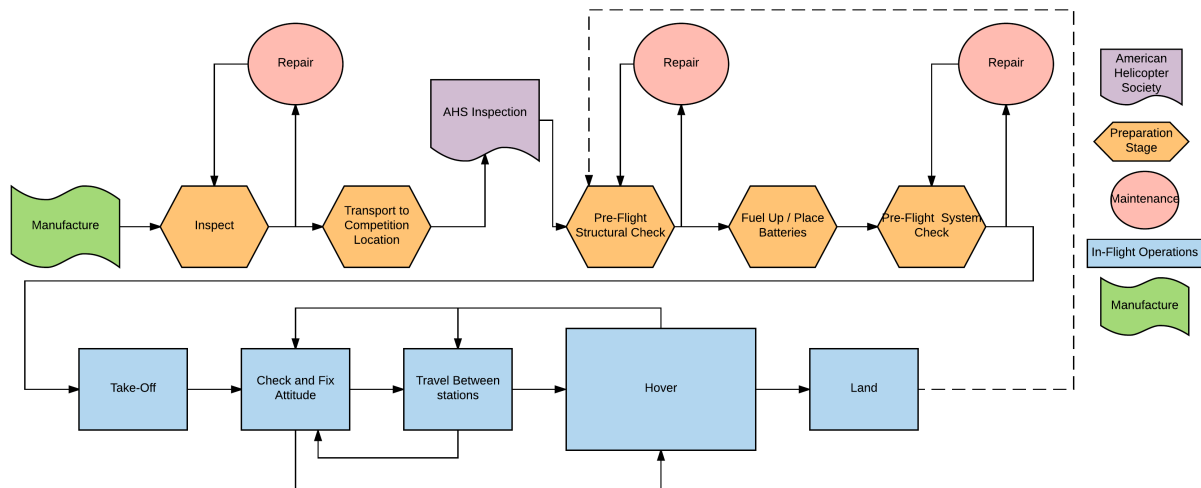 Repair
Repair
Repair
American
Helicopter
Society
AHS Inspection
Preparation
Stage
Maintenance
Manufacture
Inspect
Transport to
Competition
Location
Pre-Flight
Structural Check
Fuel Up / Place
Batteries
Pre-Flight System
Check
In-Flight Operations
Manufacture
Take-Off
Check and Fix
Attitude
Travel Between
stations
Hover
Land